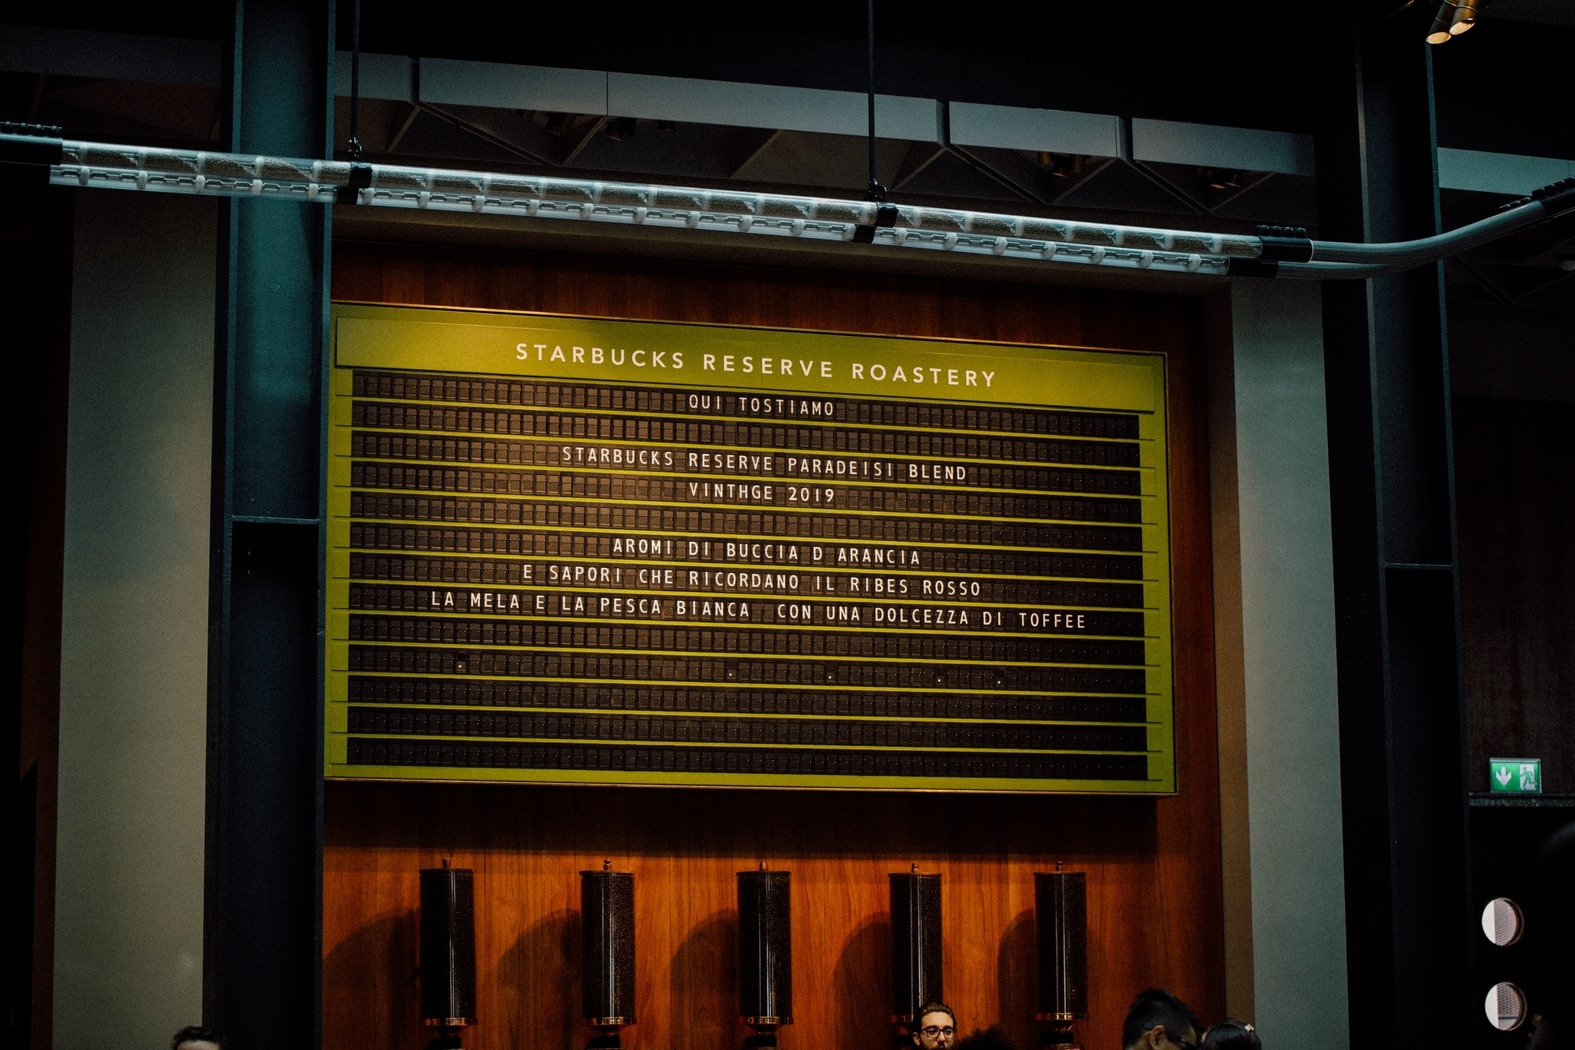 STARBUCKS RESERVE ROASTERY
QUI TOSTIAMO
STARBUCKS RESERVE PARADEISI BLEND
VINTHGE 2019
AROMI DI BUCCIA D ARANCIA
E SAPORI CHE RICORDANO IL RIBES ROSSO
LA MELA E LA PESCA BIANCA CON UNA DOLCEZZA DI TOFFEE